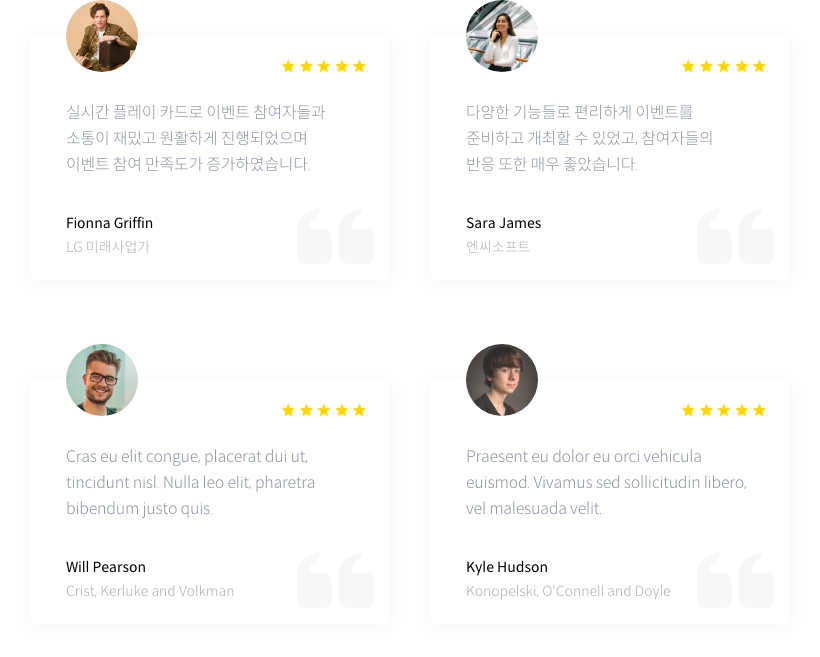 실시간 플레이 카드로 이벤트 참여자들과
소통이 재밌고 원활하게 진행되었으며
이벤트 참여 만족도가 증가하였습니다.
Fionna Griffin
LG 미래사업가
다양한 기능들로 편리하게 이벤트를
준비하고 개최할 수 있었고, 참여자들의
반응 또한 매우 좋았습니다.
Sara James
엔씨소프트
Cras eu elit congue, placerat dui ut,
tincidunt nisl. Nulla leo elit, pharetra
bibendum justo quis.
Will Pearson
Crist, Kerluke and Volkman
Praesent eu dolor eu orci vehicula
euismod. Vivamus sed sollicitudin libero,
vel malesuada velit.
Kyle Hudson
Konopelski, O’Connell and Doyle